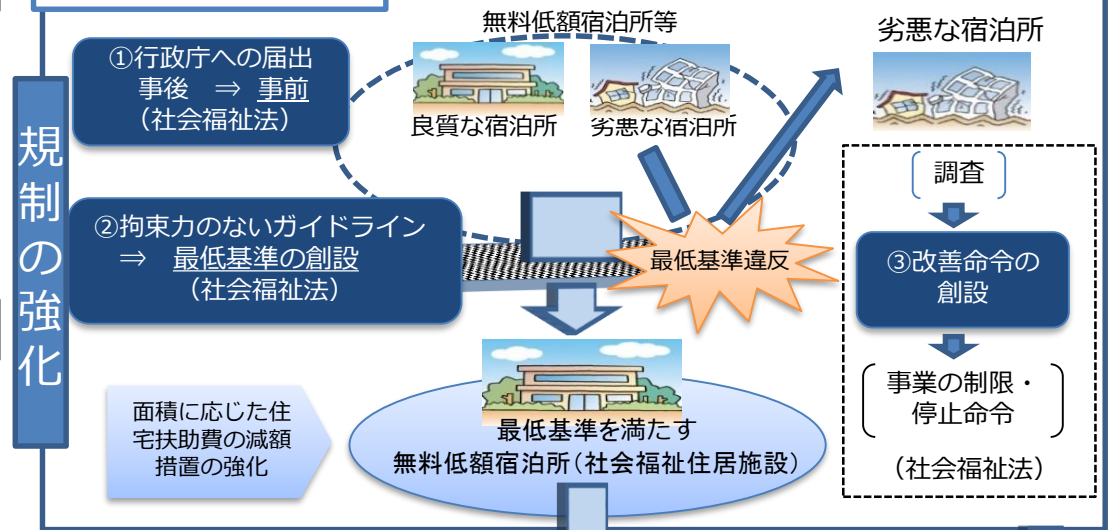 規制の強化
①行政庁への届出
事後 ⇒ 事前
（社会福祉法）
②拘束力のないガイドライン
⇒ 最低基準の創設
（社会福祉法）
無料低額宿泊所等
良質な宿泊所
劣悪な宿泊所
最低基準違反
劣悪な宿泊所
調査
③改善命令の
創設
事業の制限・
停止命令
（社会福祉法）
面積に応じた住
宅扶助費の減額
措置の強化
最低基準を満たす
無料低額宿泊所（社会福祉住居施設）